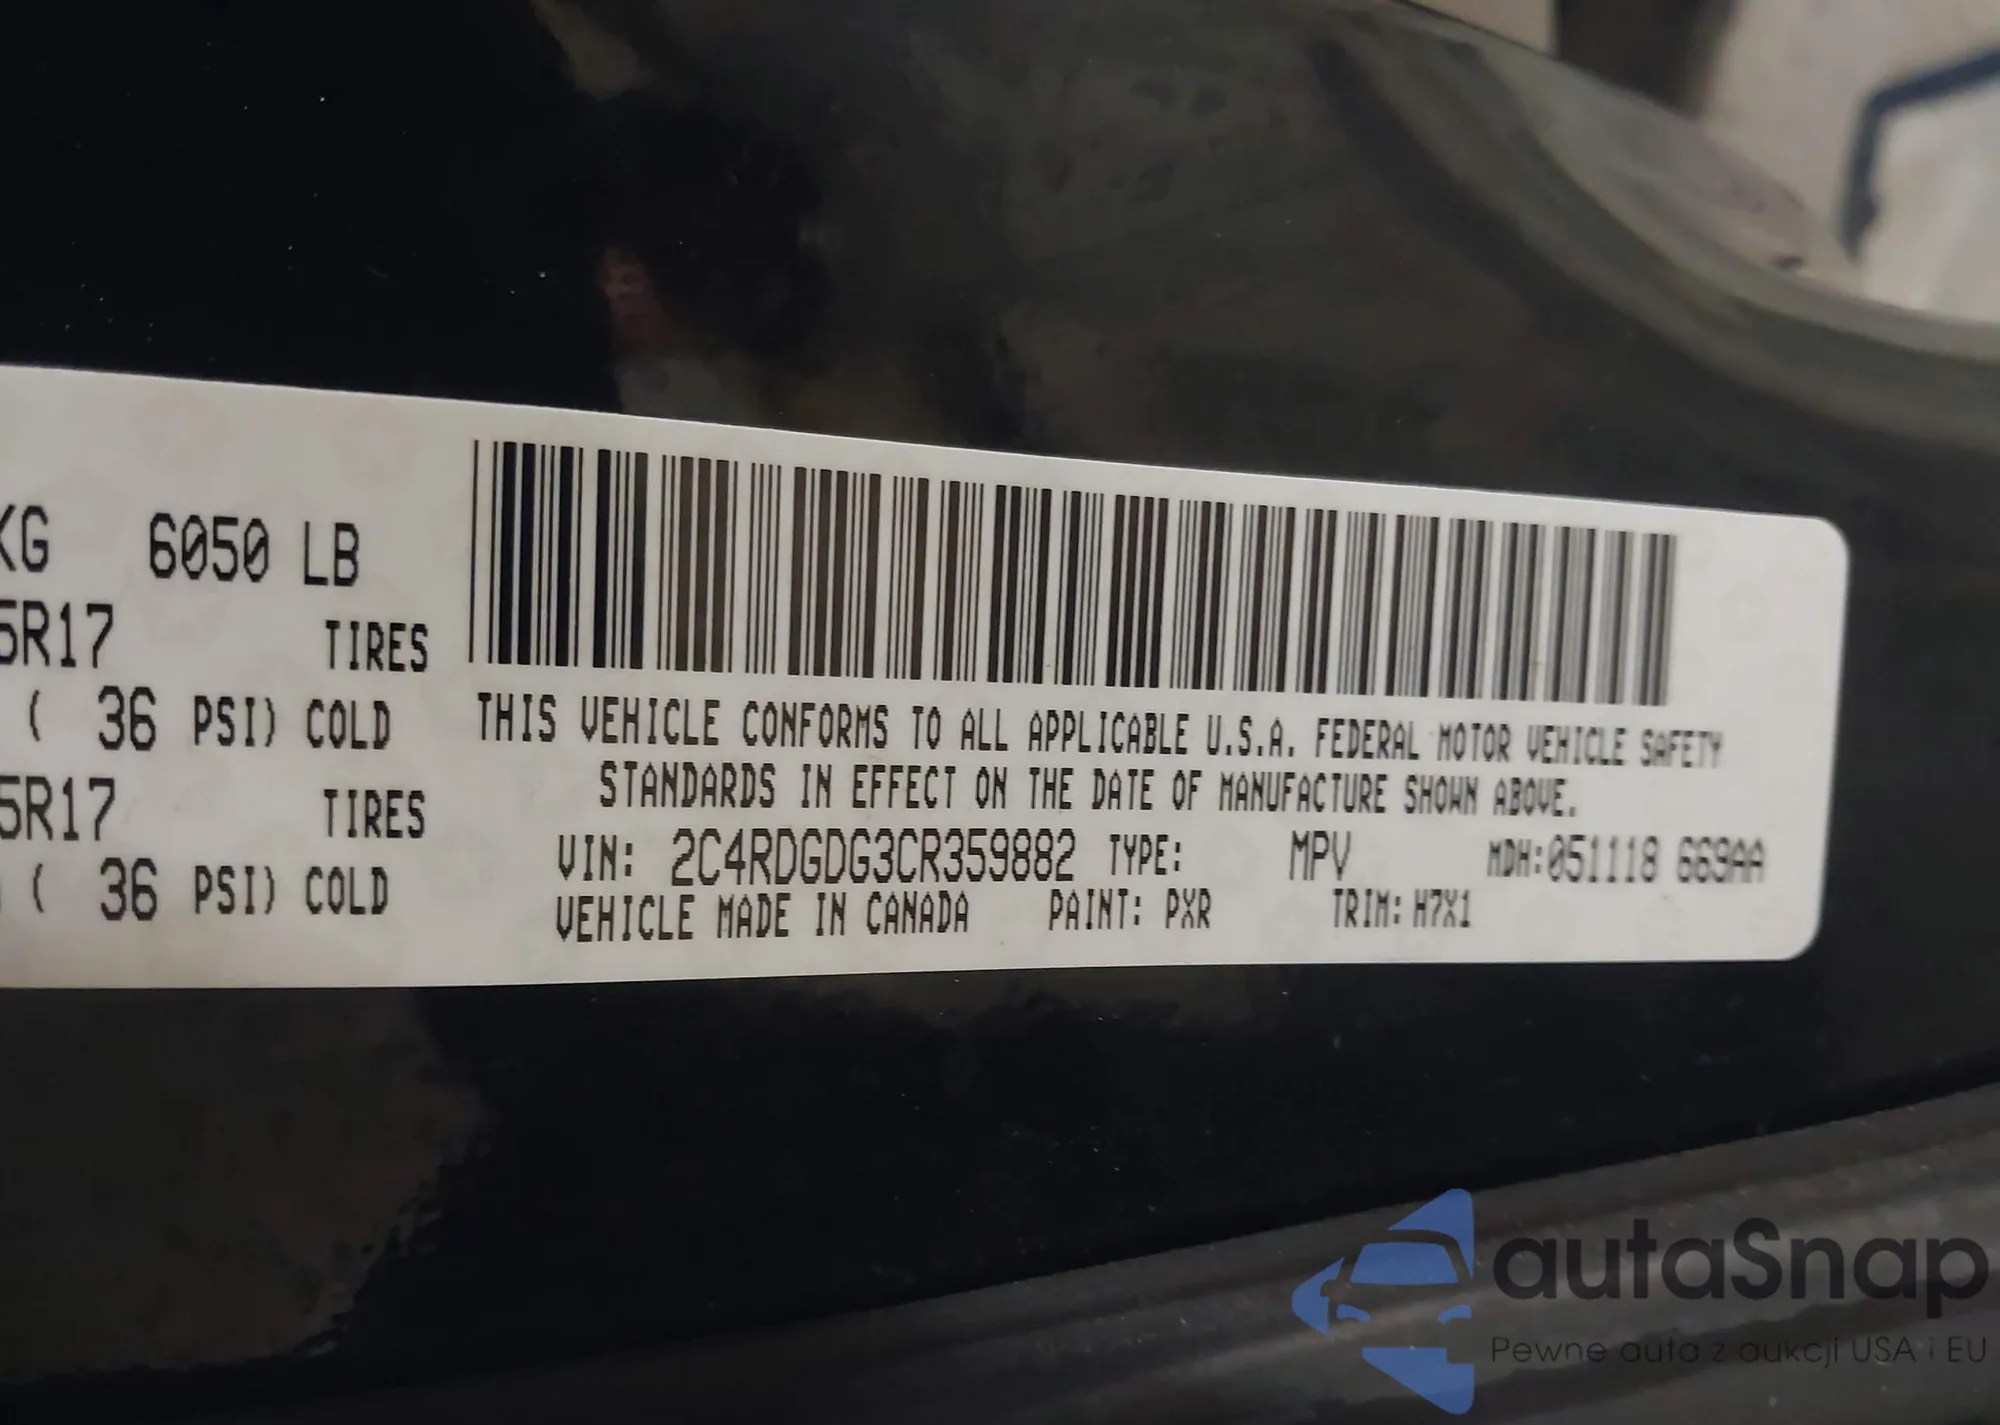 KG 6050 LB
5R17 TIRES
( 36 PSI) COLD
5R17 TIRES
( 36 PSI) COLD
THIS VEHICLE CONFORMS TO ALL APPLICABLE U.S.A. FEDERAL MOTOR VEHICLE SAFETY
STANDARDS IN EFFECT ON THE DATE OF MANUFACTURE SHOWN ABOVE.
VIN: 2C4RDGDG3CR359882 TYPE: MPV MDH:051118 669AA
VEHICLE MADE IN CANADA PAINT: PXR TRIM: H7X1
autaSnap
Pewne auta z aukcji USA i EU